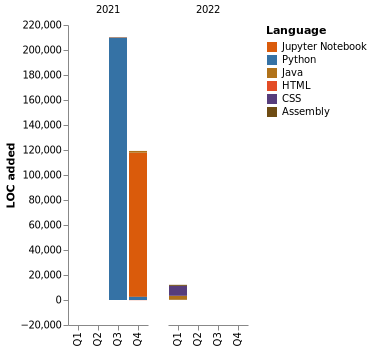 2021
2022
LOC added
220,000
200,000
180,000
160,000
140,000
120,000
100,000
80,000
60,000
40,000
20,000
0
−20,000
Q1
Q2
Q3
Q4
Q1
Q2
Q3
Q4
Language
Jupyter Notebook
Python
Java
HTML
CSS
Assembly